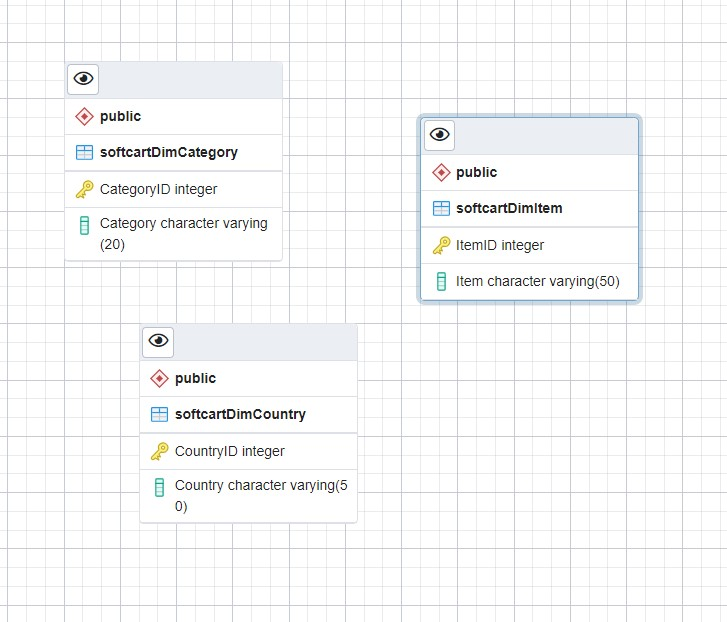 public
softcartDimCategory
CategoryID integer
Category character varying
(20)
public
softcartDimItem
ItemID integer
Item character varying(50)
public
softcartDimCountry
CountryID integer
Country character varying(5
0)